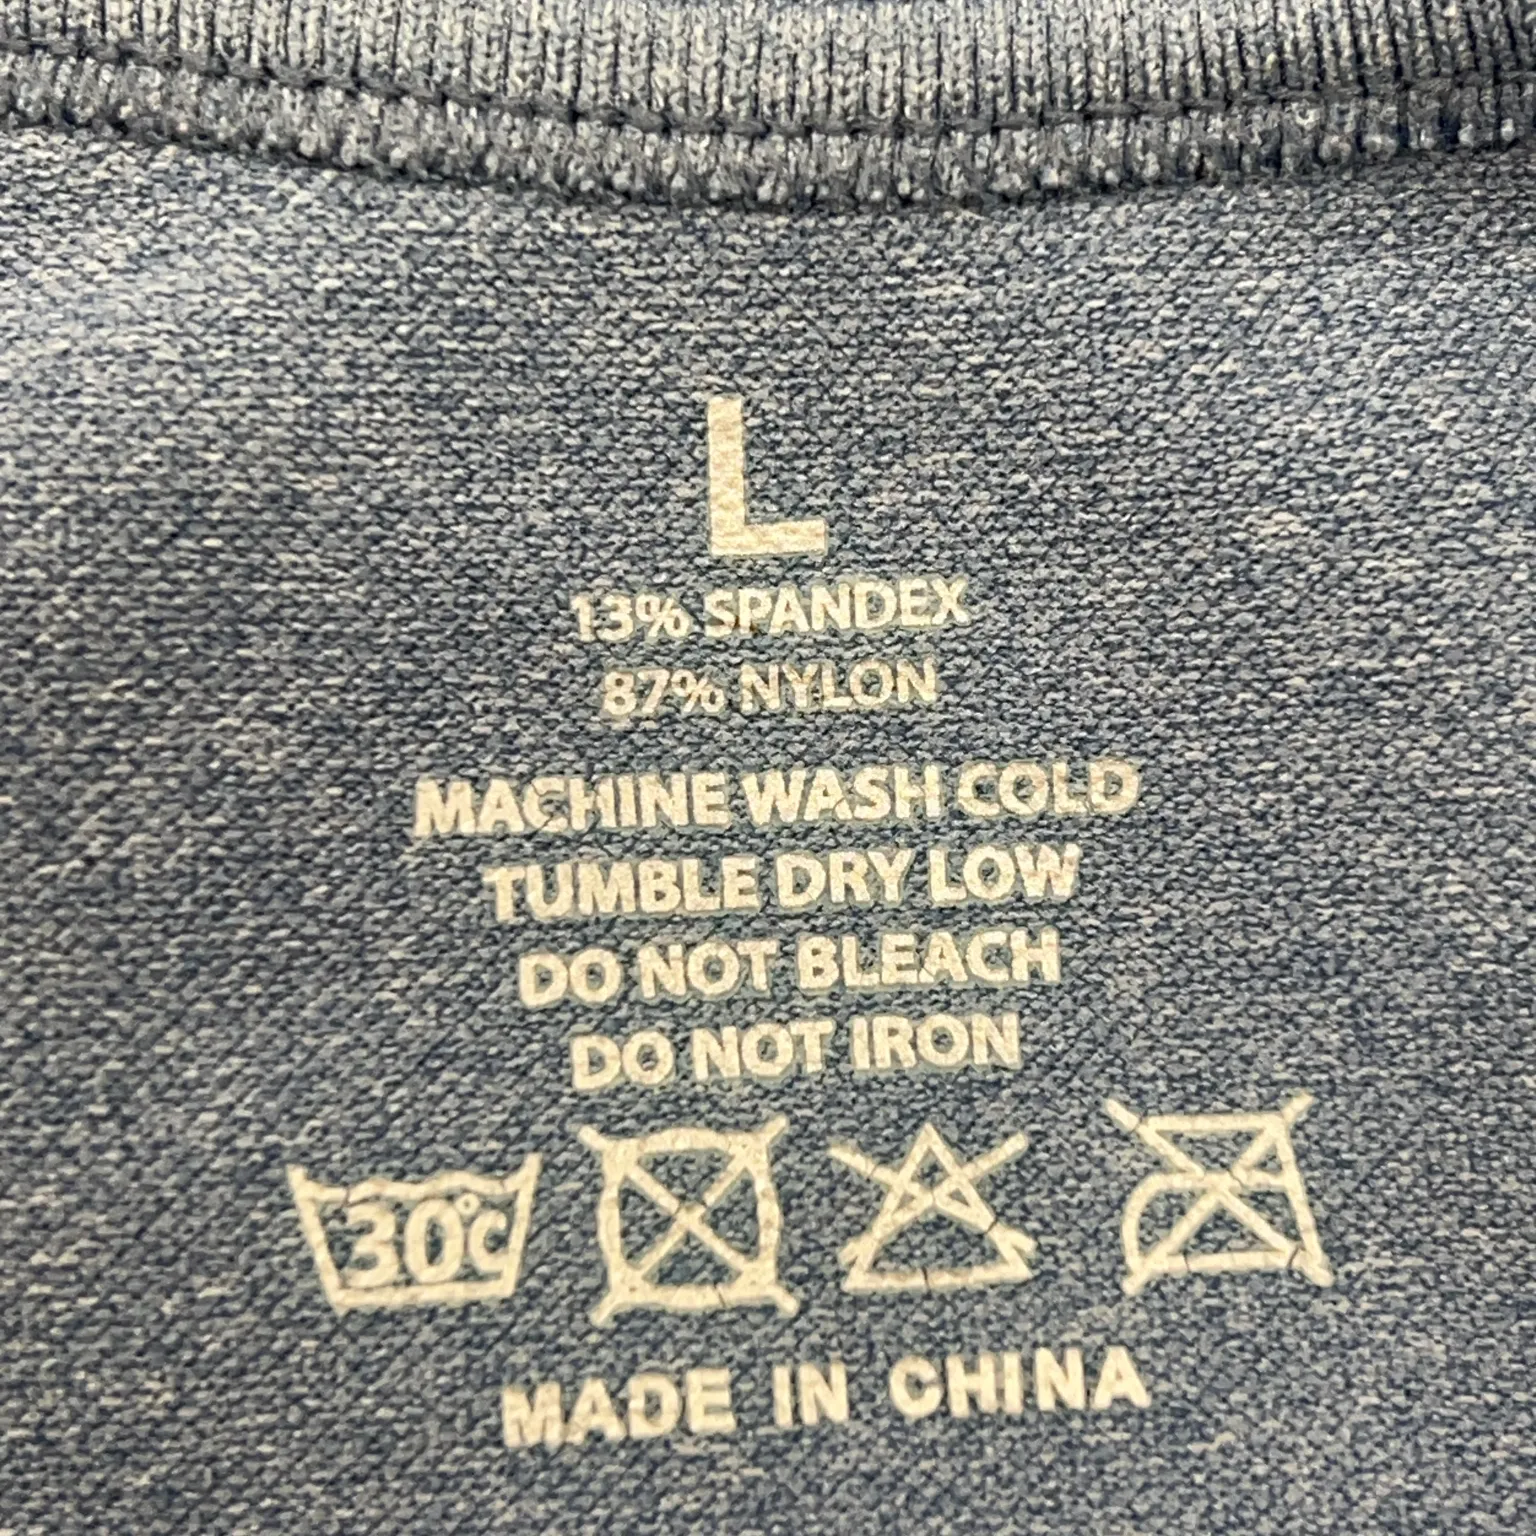 L
13% SPANDEX
87% NYLON
MACHINE WASH COLD
TUMBLE DRY LOW
DO NOT BLEACH
DO NOT IRON
30°C
MADE IN CHINA